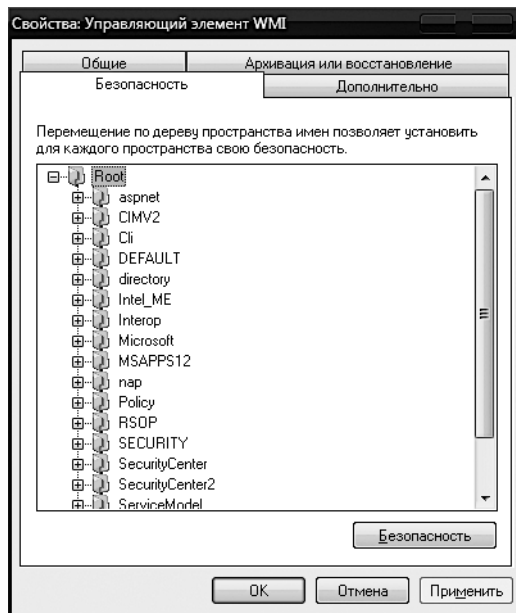 Свойства: Управляющий элемент WMI
Общие
Архивация или восстановление
Безопасность
Дополнительно
Перемещение по дереву пространства имен позволяет установить
для каждого пространства свою безопасность.
Root
aspnet
CIMV2
Cli
DEFAULT
directory
Intel_ME
Interop
Microsoft
MSAPPS12
nap
Policy
RSOP
SECURITY
SecurityCenter
SecurityCenter2
ServiceModel
Безопасность
OK
Отмена
Применить